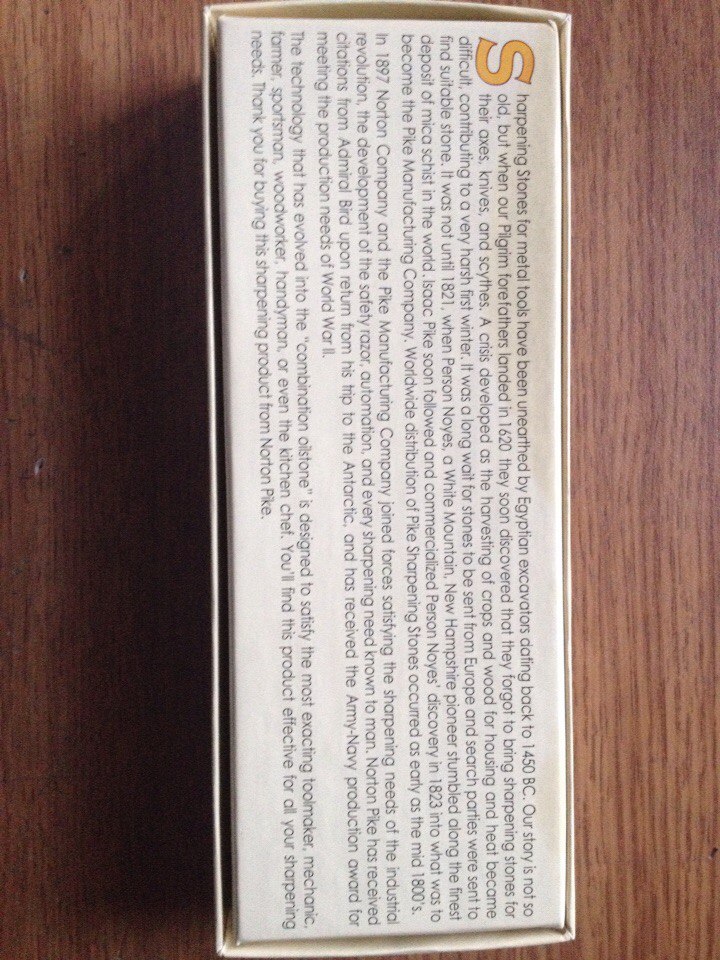 Sharpening Stones for metal tools have been unearthed by Egyptian excavators dating back to 1450 BC. Our story is not so
old, but when our Pilgrim forefathers landed in 1620 they soon discovered that they forgot to bring sharpening stones for
their axes, knives, and scythes. A crisis developed as the harvesting of crops and wood for housing and heat became
difficult, contributing to a very harsh first winter. It was a long wait for stones to be sent from Europe and search parties were sent to
find suitable stone. It was not until 1821, when Person Noyes, a White Mountain, New Hampshire pioneer stumbled along the finest
deposit of mica schist in the world. Isaac Pike soon followed and commercialized Person Noyes' discovery in 1823 into what was to
become the Pike Manufacturing Company. Worldwide distribution of Pike Sharpening Stones occurred as early as the mid 1800's.
In 1897 Norton Company and the Pike Manufacturing Company joined forces satisfying the sharpening needs of the industrial
revolution, the development of the safety razor, automation, and every sharpening need known to man. Norton Pike has received
citations from Admiral Bird upon return from his trip to the Antarctic, and has received the Army-Navy production award for
meeting the production needs of World War II.
The technology that has evolved into the "combination oilstone" is designed to satisfy the most exacting toolmaker, mechanic,
farmer, sportsman, woodworker, handyman, or even the kitchen chef. You'll find this product effective for all your sharpening
needs. Thank you for buying this sharpening product from Norton Pike.